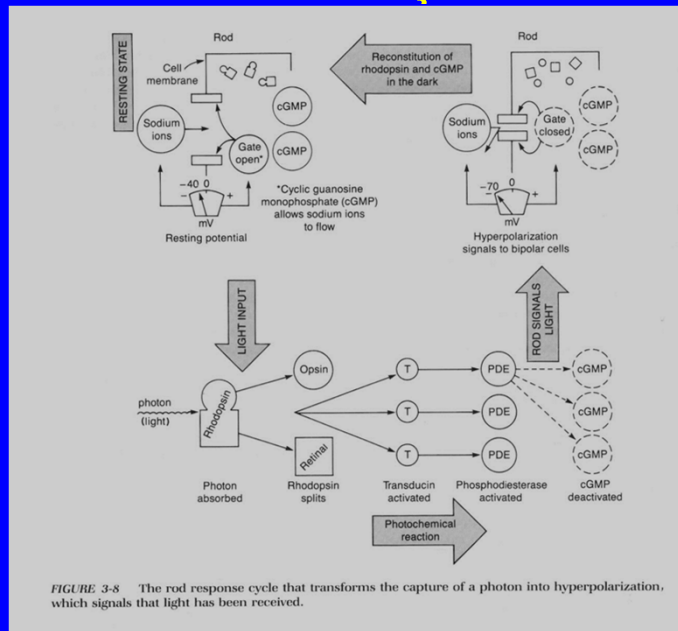 RESTING STATE
Rod
Cell
membrane
cGMP
Sodium
ions
Gate
open*
cGMP
-40 0
- +
mV
Resting potential
*Cyclic guanosine
monophosphate (cGMP)
allows sodium ions
to flow
Reconstitution of
rhodopsin and cGMP
in the dark
Rod
cGMP
Sodium
ions
Gate
closed
cGMP
-70 0
- +
mV
Hyperpolarization
signals to bipolar cells
LIGHT INPUT
ROD SIGNALS
LIGHT
photon
(light)
Rhodopsin
Opsin
Retinal
T
PDE
cGMP
T
PDE
cGMP
T
PDE
cGMP
Photon
absorbed
Rhodopsin
splits
Transducin
activated
Phosphodiesterase
activated
cGMP
deactivated
Photochemical
reaction
FIGURE 3-8 The rod response cycle that transforms the capture of a photon into hyperpolarization,
which signals that light has been received.